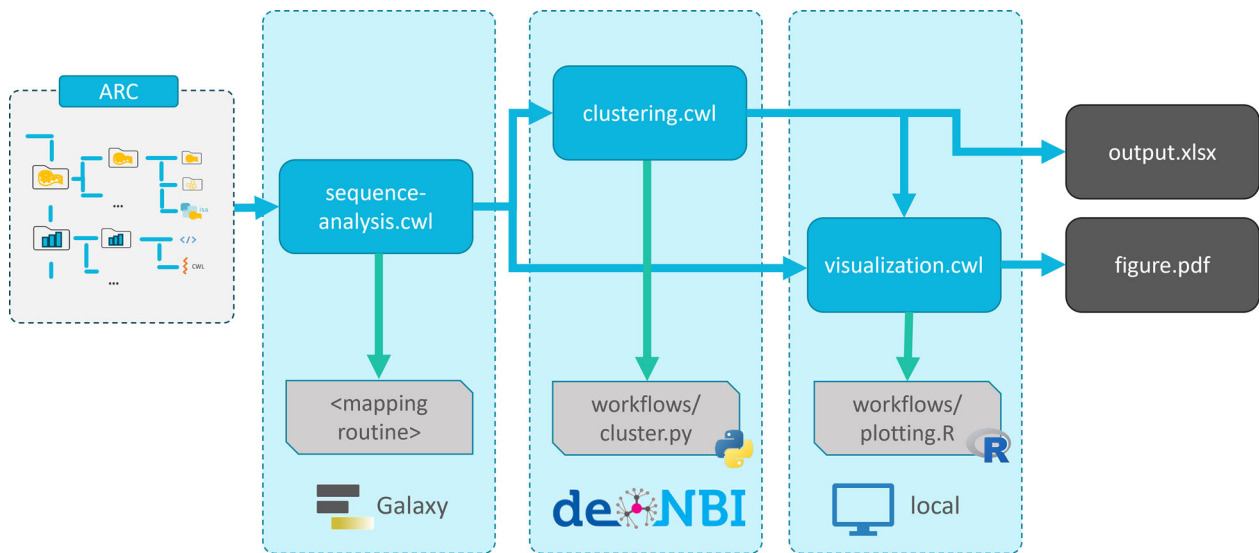 ARC
...
...
isa
</>
CWL
sequence-
analysis.cwl
<mapping
routine>
Galaxy
clustering.cwl
workflows/
cluster.py
de NBI
visualization.cwl
workflows/
plotting.R
R
local
output.xlsx
figure.pdf